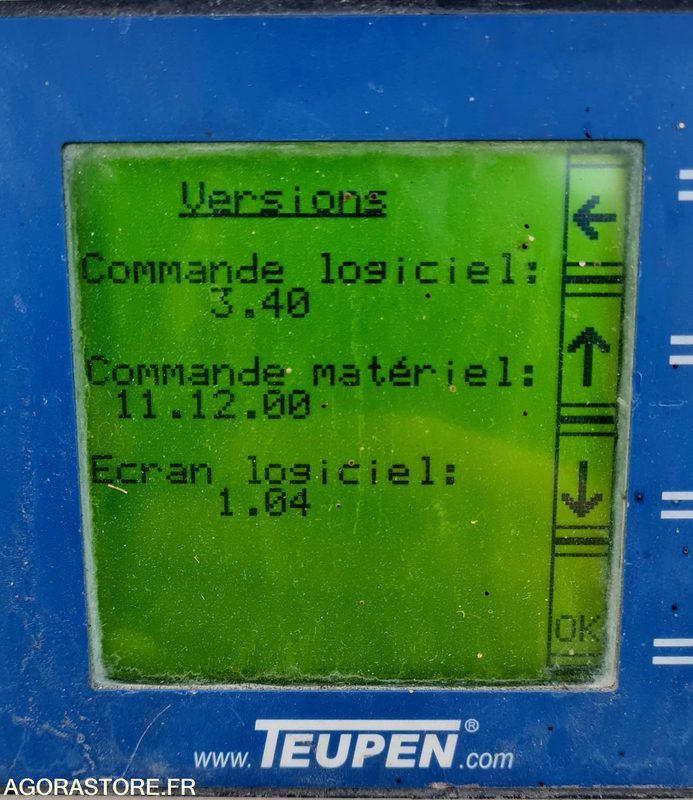 Versions
Commande logiciel:
3.40
Commande matériel:
11.12.00
Ecran logiciel:
1.04
OK
www.TEUPEN®.com
AGORASTORE.FR